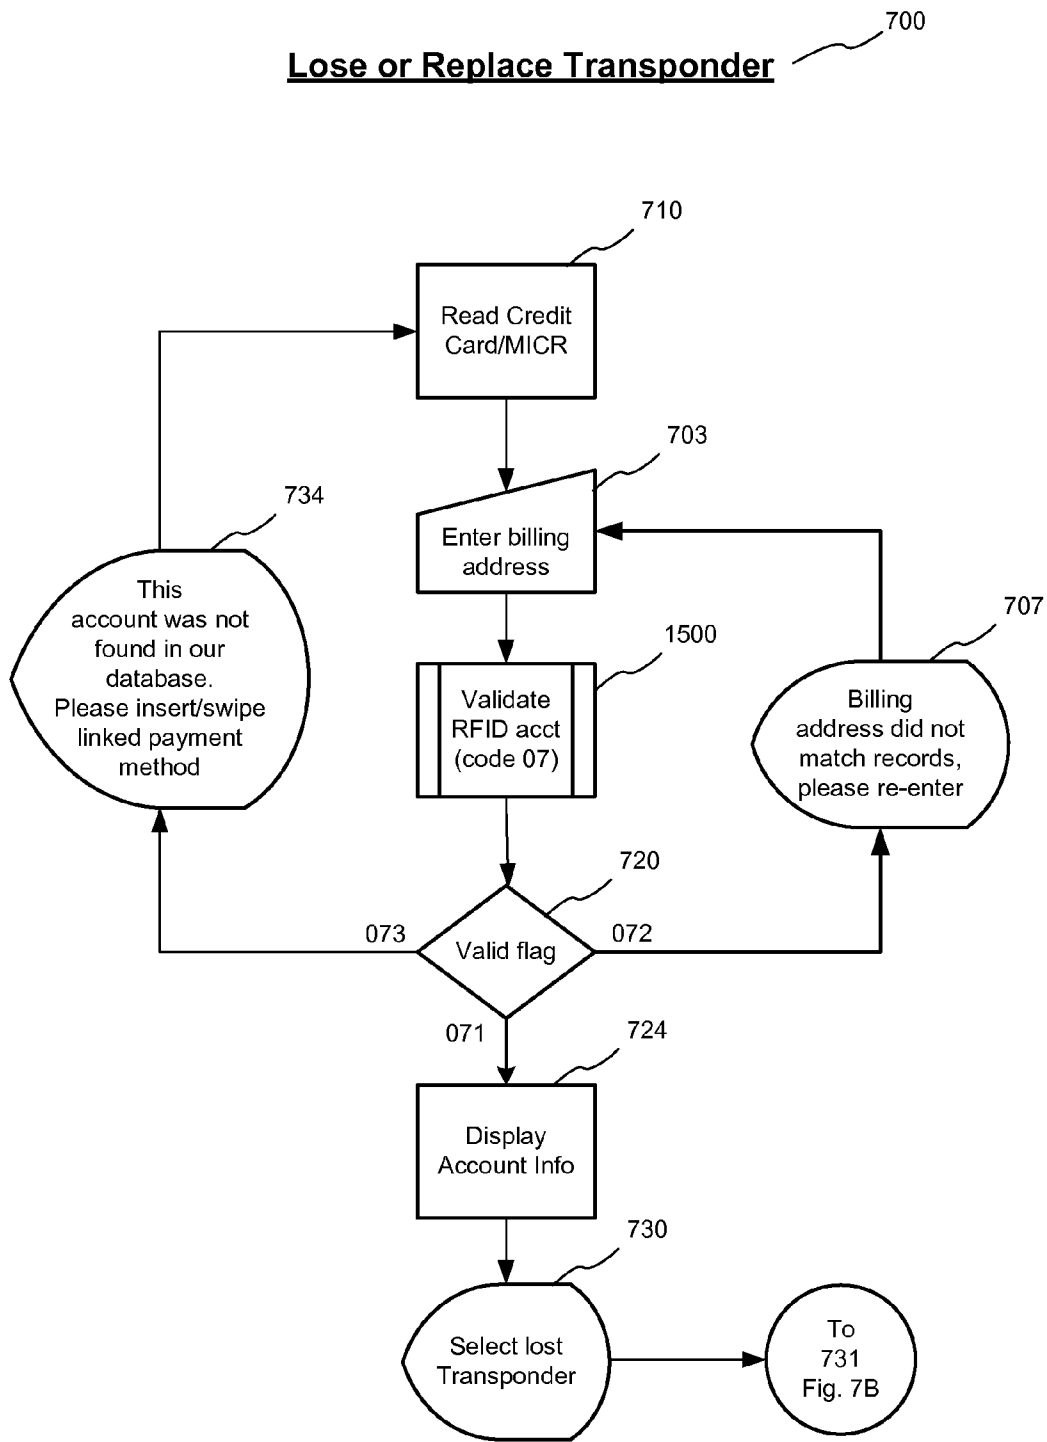 700
Lose or Replace Transponder
710
Read Credit
Card/MICR
703
Enter billing
address
734
This
account was not
found in our
database.
Please insert/swipe
linked payment
method
1500
Validate
RFID acct
(code 07)
707
Billing
address did not
match records,
please re-enter
720
073
Valid flag
072
071
724
Display
Account Info
730
Select lost
Transponder
To
731
Fig. 7B